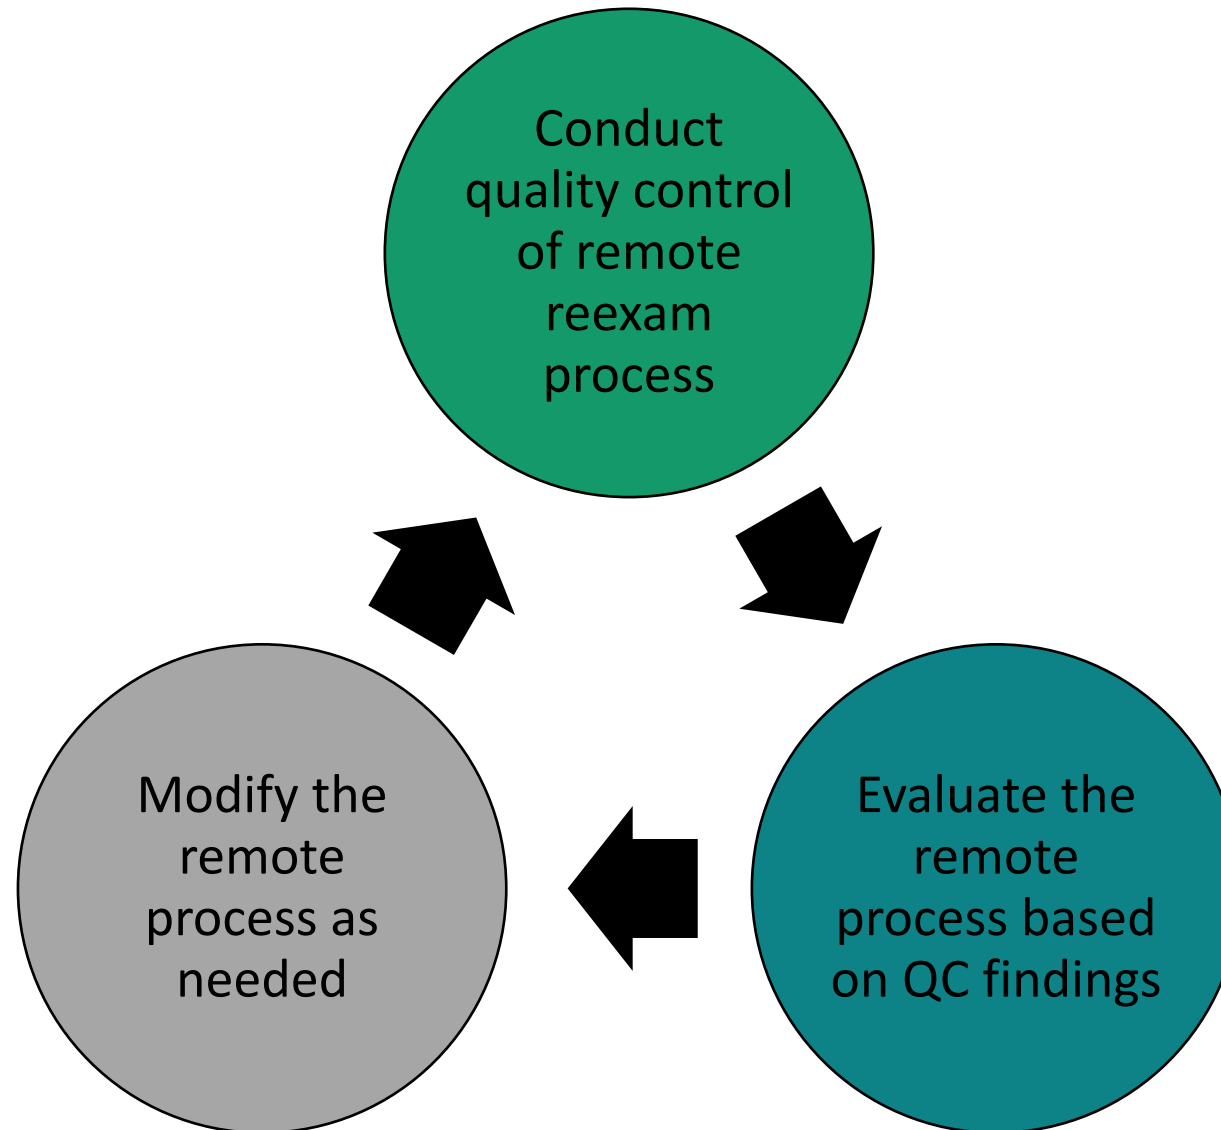 Conduct
quality control
of remote
reexam
process
Evaluate the
remote
process based
on QC findings
Modify the
remote
process as
needed